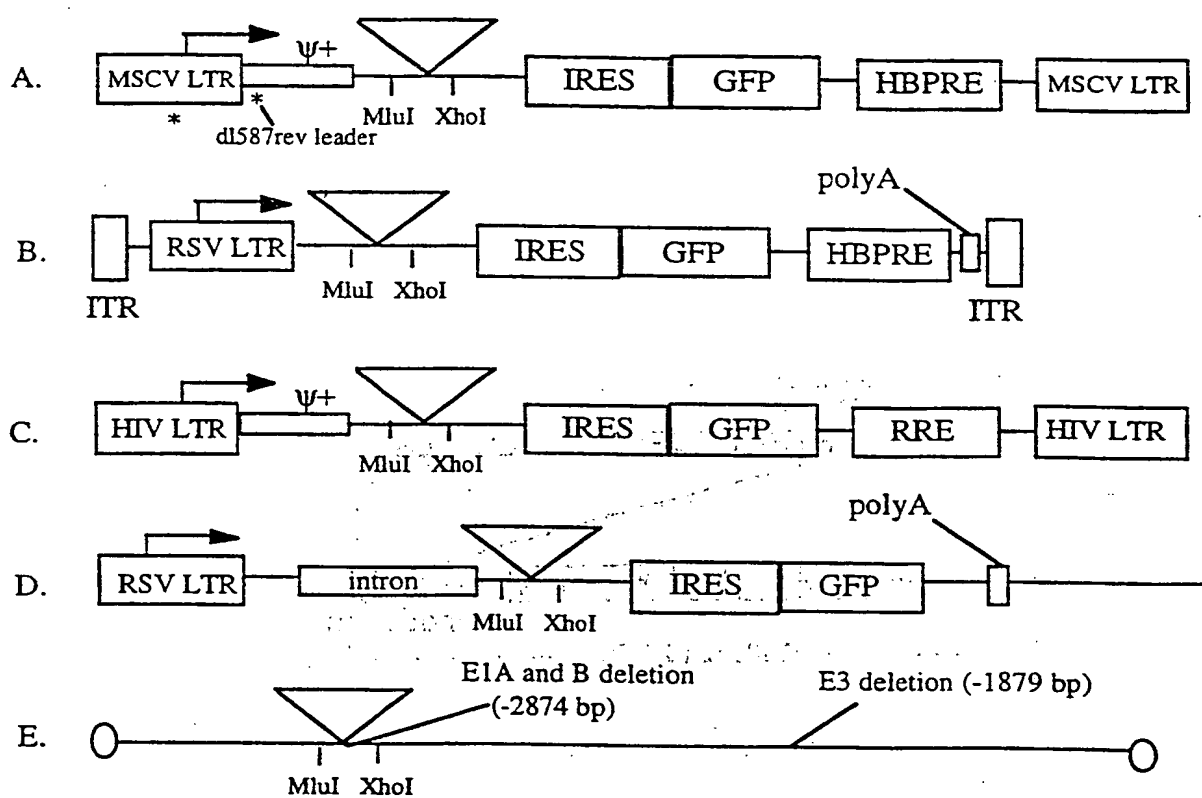 ψ+
A. MSCV LTR IRES GFP HBPRE MSCV LTR
* * MluI XhoI
dl587rev leader
polyA
B. RSV LTR IRES GFP HBPRE
MluI XhoI
ITR ITR
ψ+
C. HIV LTR IRES GFP RRE HIV LTR
MluI XhoI
polyA
D. RSV LTR intron IRES GFP
MluI XhoI
E1A and B deletion
(-2874 bp)
E3 deletion (-1879 bp)
E.
MluI XhoI